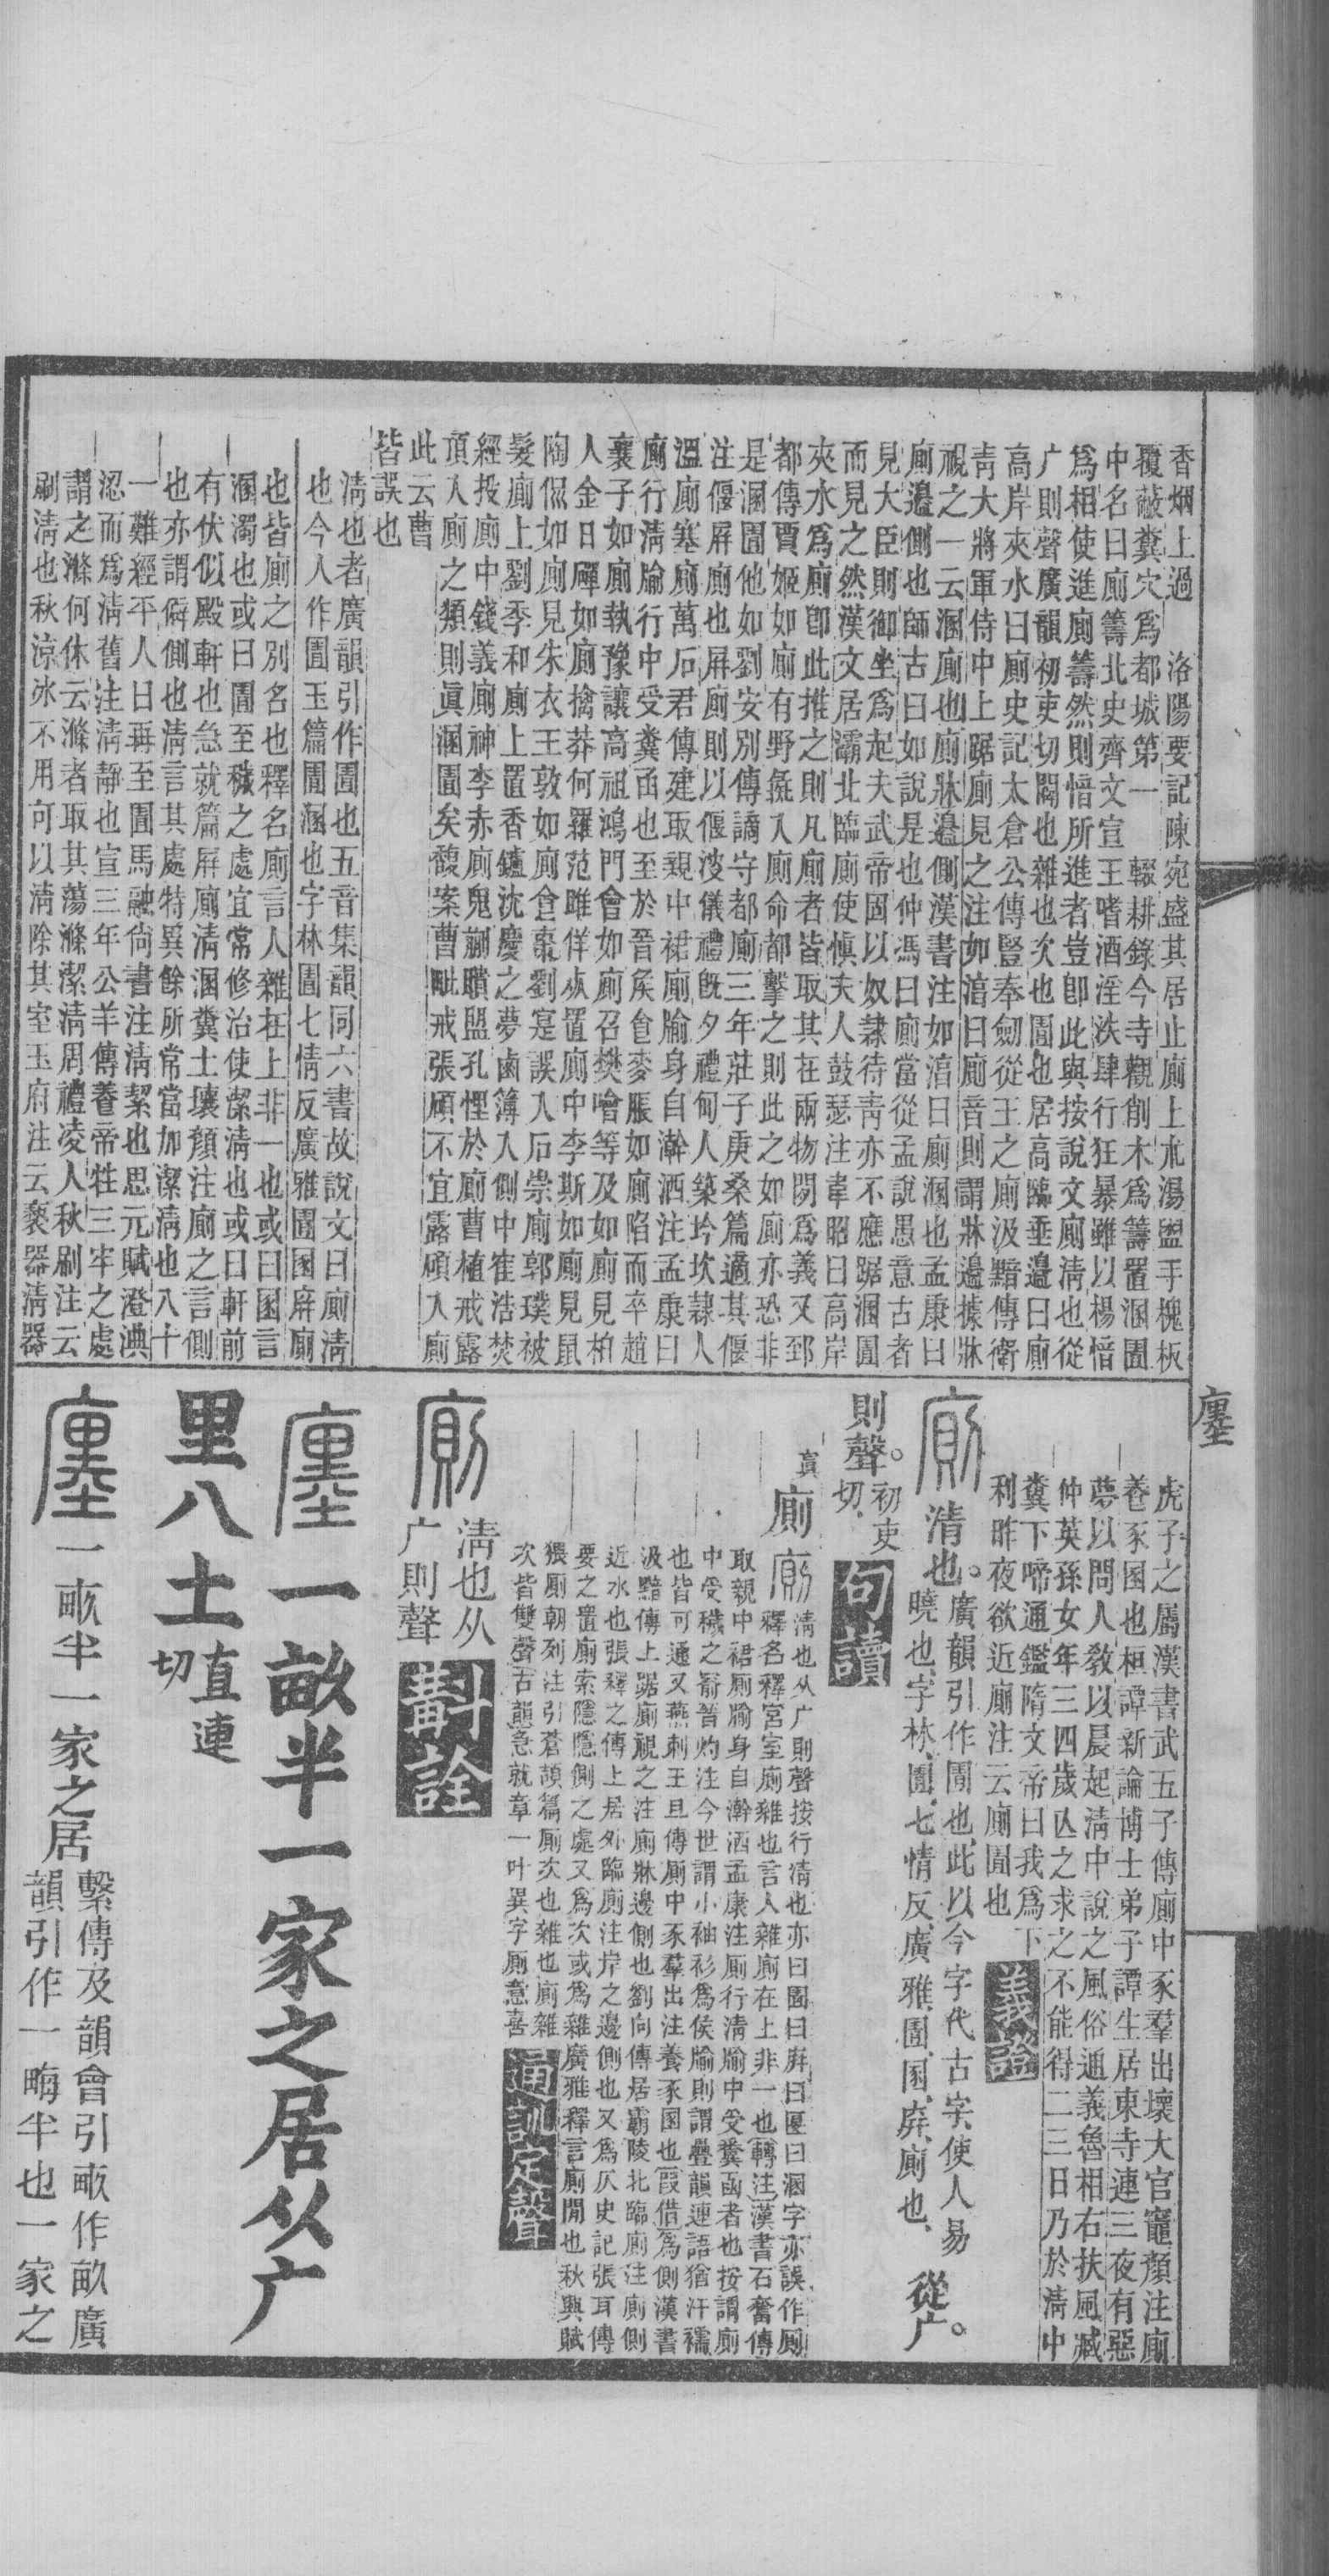 香烟上過　洛陽要記陳宛盛其居止廁上朮湯盥手槐板
覆蔽糞穴爲都城第一　輟耕錄今寺觀削木爲籌置溷圊
中名曰廁籌北史齊文宣王嗜酒淫泆肆行狂暴雖以楊愔
爲相使進廁籌然則愔所進者豈卽此與按說文廁淸也從
广則聲廣韻初吏切閒也雜也次也圊也居高臨垂邊曰廁
高岸夾水曰廁史記太倉公傳豎奉劒從王之廁汲黯傳衛
靑大將軍侍中上踞廁見之注如淳曰廁音則謂牀邊據牀
視之一云溷廁也廁牀邊側漢書注如淳曰廁溷也孟康曰
廁邊側也師古曰如說是也仲馮曰廁當從孟說愚意古者
見大臣則御坐爲起夫武帝固以奴隸待靑亦不應踞溷圊
而見之然漢文居灞北臨廁使愼夫人鼓瑟注韋昭曰高岸
夾水爲廁卽此推之則凡廁者皆取其在兩物閒爲義又郅
都傳賈姬如廁有野彘入廁命都擊之則此之如廁亦恐非
是溷圊他如劉安別傳謫守都廁三年莊子庚桑篇適其偃
注偃屏廁也屏廁則以偃溲儀禮旣夕禮甸人築坅坎隸人
溫廁塞廁萬石君傳建取親中裙廁牏身自澣洒注孟康曰
廁行淸牏行中受糞函也至於晉矦食麥脹如廁陷而卒趙
襄子如廁執豫讓高祖鴻門會如廁召樊噲等及如廁見柏
人金日磾如廁擒莽何羅范雎佯死置廁中李斯如廁見鼠
陶侃如廁見朱衣王敦如廁食棗劉寔誤入石崇廁郭璞被
髮廁上劉季和廁上置香鑪沈慶之夢鹵簿入側中崔浩焚
經投廁中錢義廁神李赤廁鬼蒯聵盟孔悝於廁曹植戒露
頂入廁之類則眞溷圊矣馥案曹毗戒張頎不宜露頎入廁
此云曹
皆誤也
淸也者廣韻引作圊也五音集韻同六書故說文曰廁淸
也今人作圊玉篇圊溷也字林圊七情反廣雅圊圂庰廁
也皆廁之別名也釋名廁言人雜在上非一也或曰圂言
溷濁也或曰圊至穢之處宜常修治使潔淸也或曰軒前
有伏似殿軒也急就篇屛廁淸溷糞土壤顏注廁之言側
也亦謂僻側也淸言其處特異餘所常當加潔淸也八十
一難經平人日再至圊馬融尙書注淸絜也思元賦澄淟
涊而爲淸舊注淸靜也宣三年公羊傳養帝牲三牢之處
謂之滌何休云滌者取其蕩滌潔淸周禮凌人秋刷注云
刷淸也秋涼冰不用可以淸除其室玉府注云褻器淸器
廛
虎子之屬漢書武五子傳廁中豕羣出壞大官竈顏注廁
卷豕圂也桓譚新論博士弟子譚生居東寺連三夜有惡
夢以問人敎以晨起淸中說之風俗通義魯相右扶風臧
仲英孫女年三四歲亾之求之不能得二三日乃於淸中
糞下啼通鑑隋文帝曰我爲下
利昨夜欲近廁注云廁圊也 義證
廁 清也。廣韻引作圊也、此以今字代古字、使人易
曉也、字林、圊、七情反、廣雅、圊、圂、庰、廁也、 從广。
則聲。初吏切、 句讀
廁 廁 淸也从广則聲按行淸也亦曰圂曰庰曰匽曰溷字亦誤作厠
釋名釋宮室廁雜也言人雜廁在上非一也轉注漢書石奮傳
取親中裙廁牏身自澣洒孟康注廁行淸牏中受糞函者也按謂廁
中受穢之窬晉灼注今世謂小袖衫爲侯牏則謂疊韻連語猶汗襦
也皆可通又燕刺王旦傳廁中豕羣出注養豕圂也叚借爲側漢書
汲黯傳上踞廁視之注廁牀邊側也劉向傳居霸陵北臨廁注廁側
近水也張釋之傳上居外臨廁注岸之邊側也又爲仄史記張耳傳
要之置廁索隱隱側之處又爲次或爲雜廣雅釋言廁閒也秋興賦
猥廁朝列注引蒼頡篇廁次也雜也廁雜
次皆雙聲古韻急就章一叶異字廁意喜 通訓定聲
廁 淸也从
广則聲 斠詮
廛 一畝半一家之居从广
里八土 直連切
廛 一畝半一家之居 繫傳及韻會引畝作畝廣
韻引作一畮半也一家之